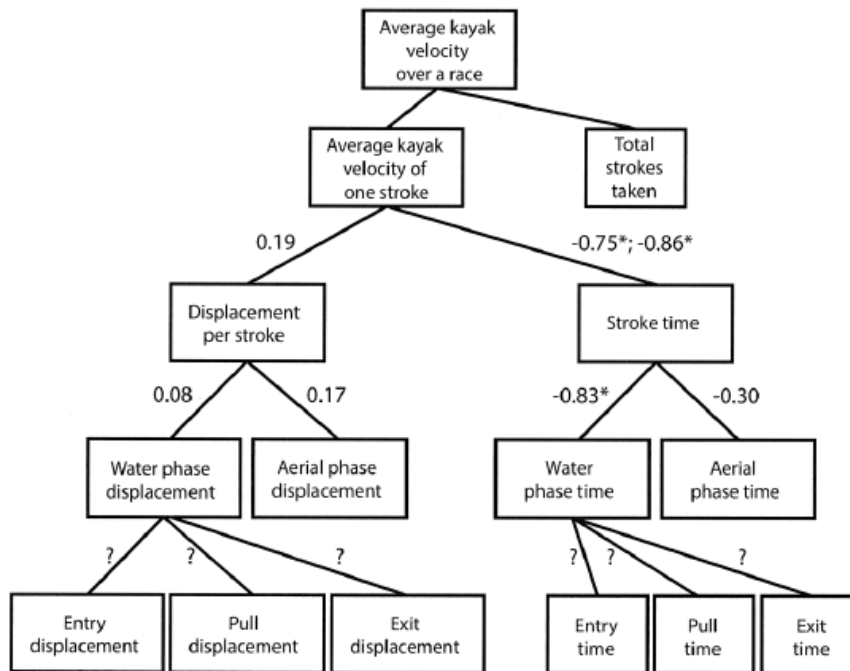 Average kayak
velocity
over a race
Average kayak
velocity of
one stroke
Total
strokes
taken
0.19
-0.75*; -0.86*
Displacement
per stroke
Stroke time
0.08
0.17
-0.83*
-0.30
Water phase
displacement
Aerial phase
displacement
Water
phase time
Aerial
phase time
?
?
?
?
?
?
Entry
displacement
Pull
displacement
Exit
displacement
Entry
time
Pull
time
Exit
time